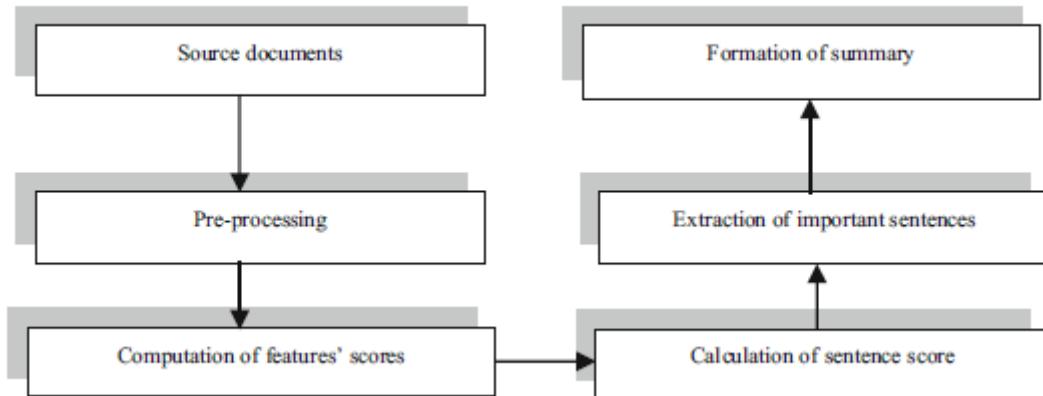 Source documents
Formation of summary
Pre-processing
Extraction of important sentences
Computation of features’ scores
Calculation of sentence score